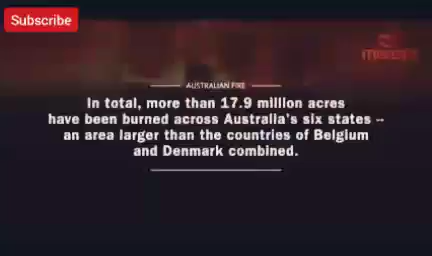 Subscribe
AUSTRALIAN FIRE
In total, more than 17.9 million acres
have been burned across Australia's six states --
an area larger than the countries of Belgium
and Denmark combined.